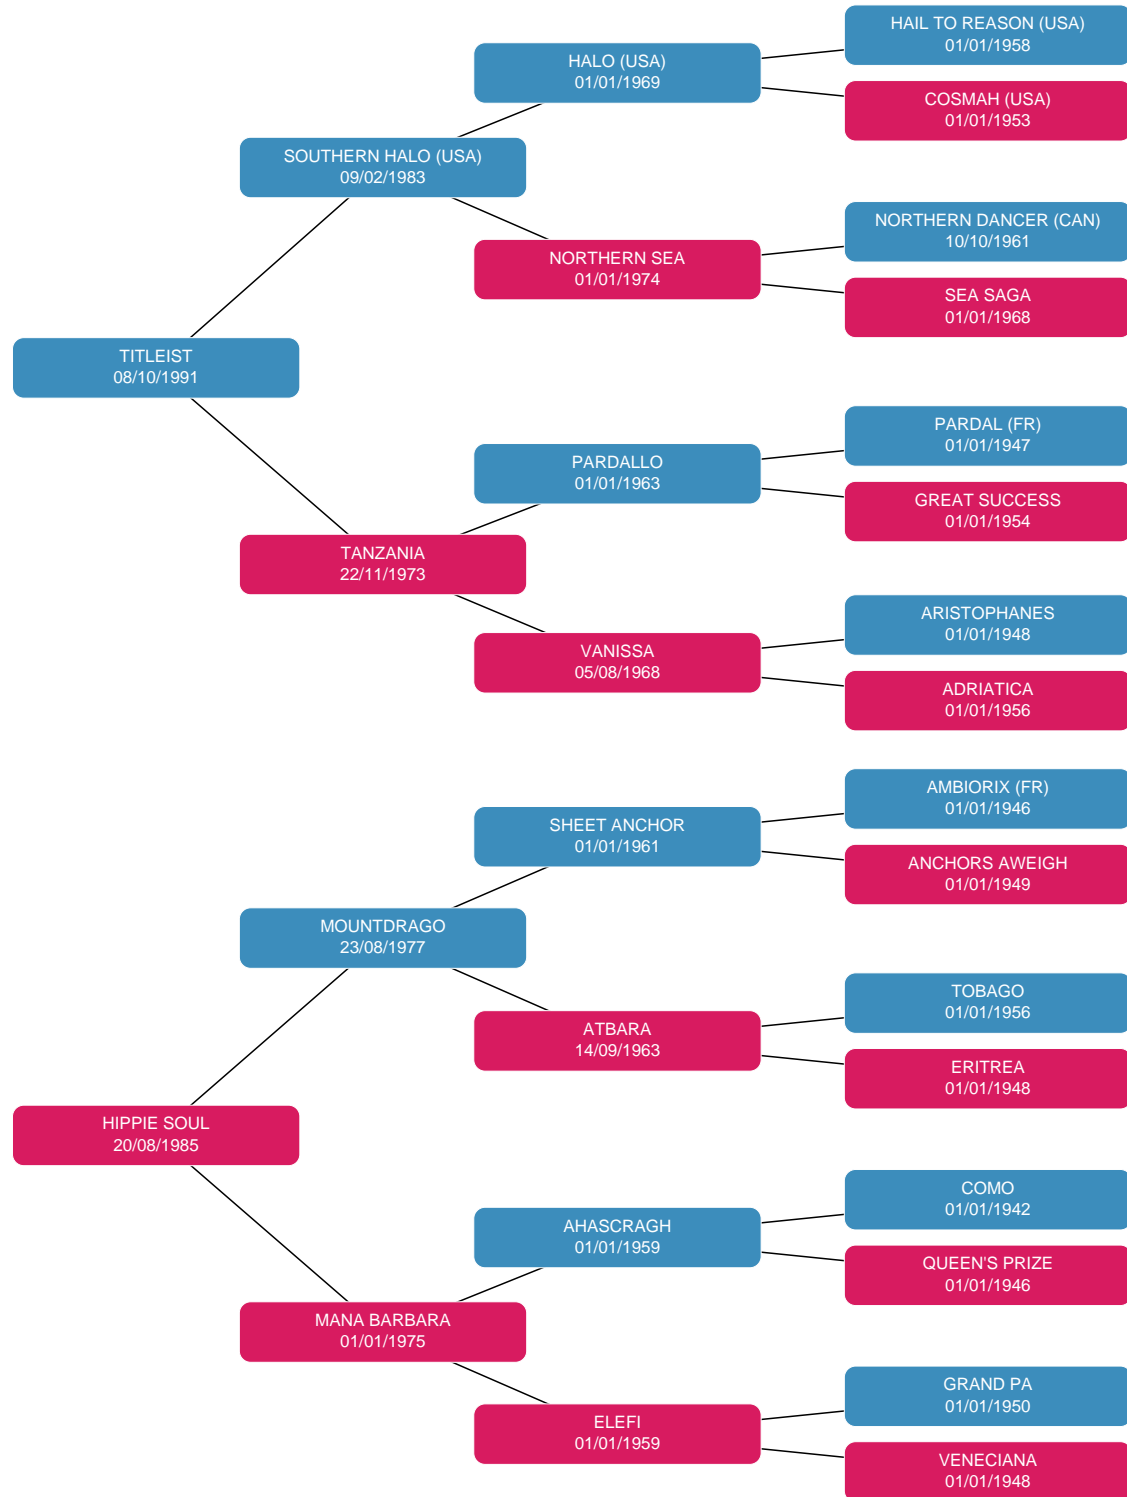 HAIL TO REASON (USA)
01/01/1958
HALO (USA)
01/01/1969
COSMAH (USA)
01/01/1953
SOUTHERN HALO (USA)
09/02/1983
NORTHERN DANCER (CAN)
10/10/1961
NORTHERN SEA
01/01/1974
SEA SAGA
01/01/1968
TITLEIST
08/10/1991
PARDAL (FR)
01/01/1947
PARDALLO
01/01/1963
GREAT SUCCESS
01/01/1954
TANZANIA
22/11/1973
ARISTOPHANES
01/01/1948
VANISSA
05/08/1968
ADRIATICA
01/01/1956
AMBIORIX (FR)
01/01/1946
SHEET ANCHOR
01/01/1961
ANCHORS AWEIGH
01/01/1949
MOUNTDRAGO
23/08/1977
TOBAGO
01/01/1956
ATBARA
14/09/1963
ERITREA
01/01/1948
HIPPIE SOUL
20/08/1985
COMO
01/01/1942
AHASCRAGH
01/01/1959
QUEEN'S PRIZE
01/01/1946
MANA BARBARA
01/01/1975
GRAND PA
01/01/1950
ELEFI
01/01/1959
VENECIANA
01/01/1948